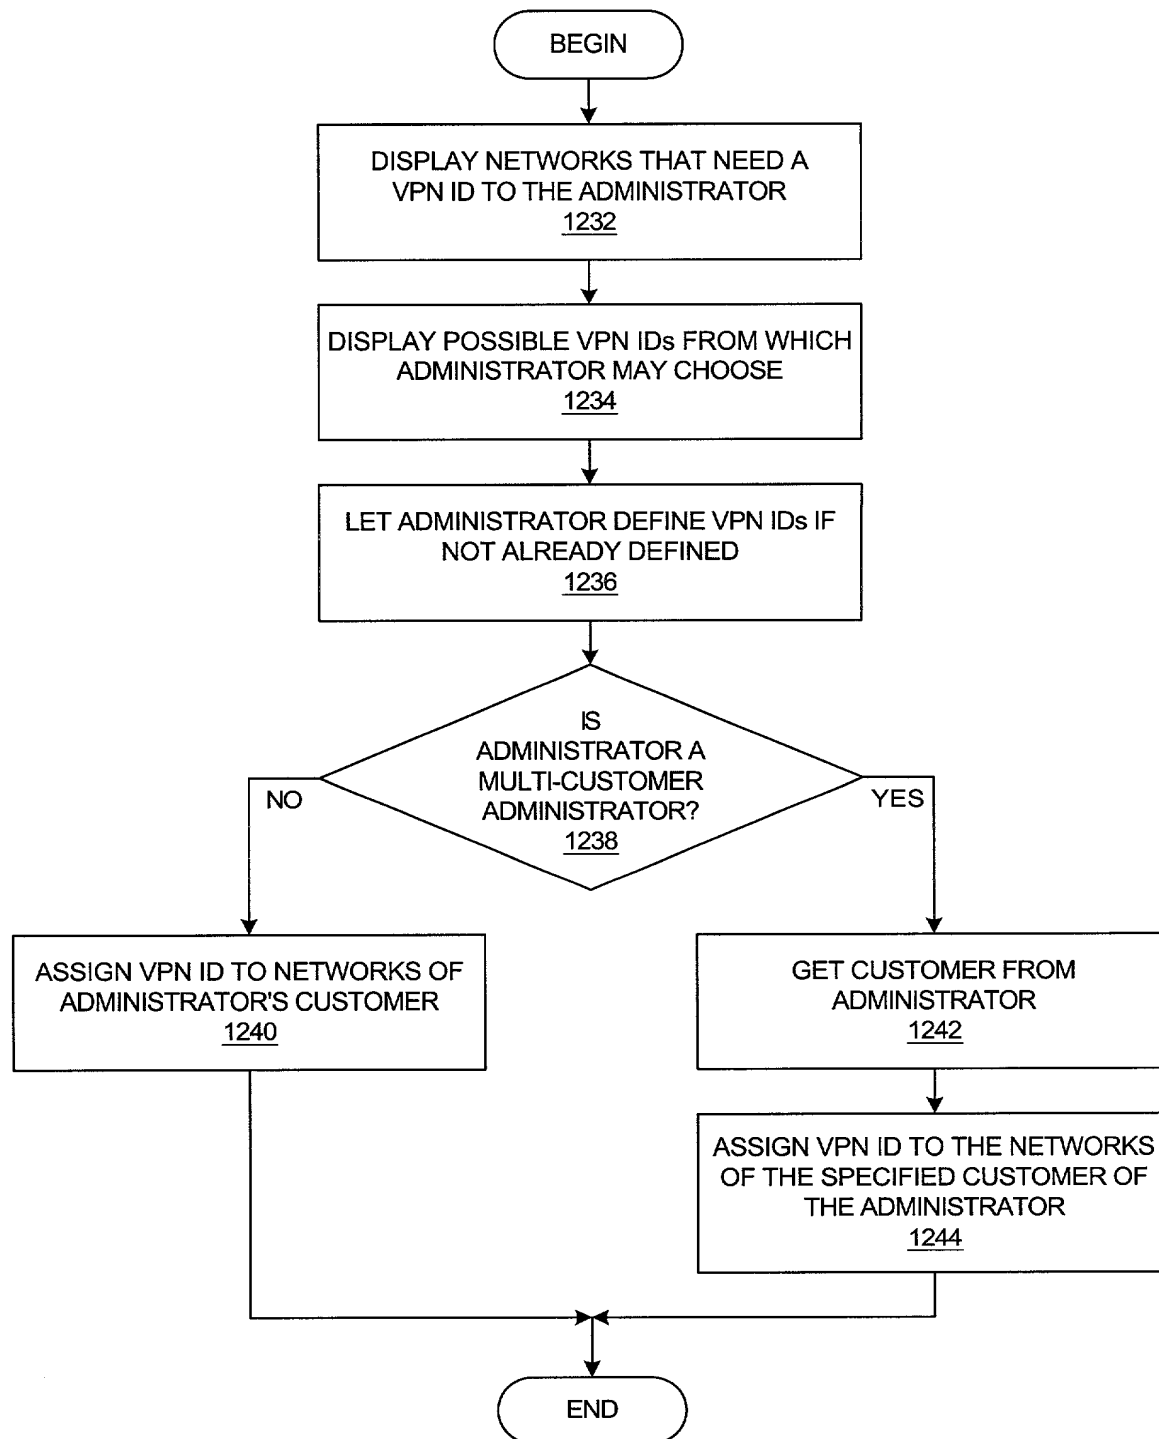 BEGIN
DISPLAY NETWORKS THAT NEED A
VPN ID TO THE ADMINISTRATOR
1232
DISPLAY POSSIBLE VPN IDs FROM WHICH
ADMINISTRATOR MAY CHOOSE
1234
LET ADMINISTRATOR DEFINE VPN IDs IF
NOT ALREADY DEFINED
1236
IS
ADMINISTRATOR A
MULTI-CUSTOMER
ADMINISTRATOR?
1238
NO
YES
ASSIGN VPN ID TO NETWORKS OF
ADMINISTRATOR'S CUSTOMER
1240
GET CUSTOMER FROM
ADMINISTRATOR
1242
ASSIGN VPN ID TO THE NETWORKS
OF THE SPECIFIED CUSTOMER OF
THE ADMINISTRATOR
1244
END